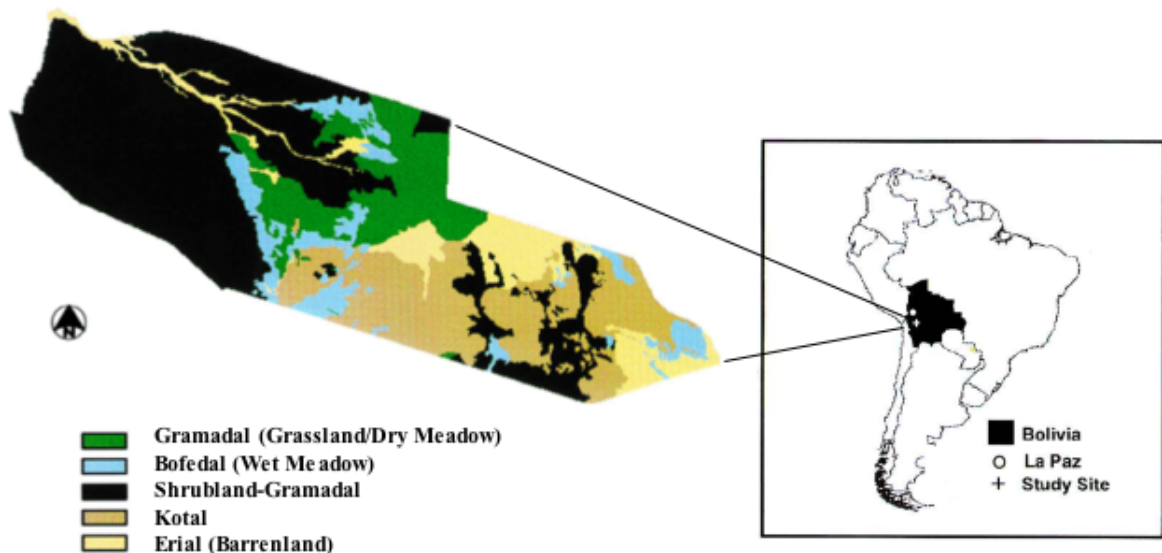 N
Gramadal (Grassland/Dry Meadow)
Bofedal (Wet Meadow)
Shrubland-Gramadal
Kotal
Erial (Barrenland)
Bolivia
La Paz
Study Site